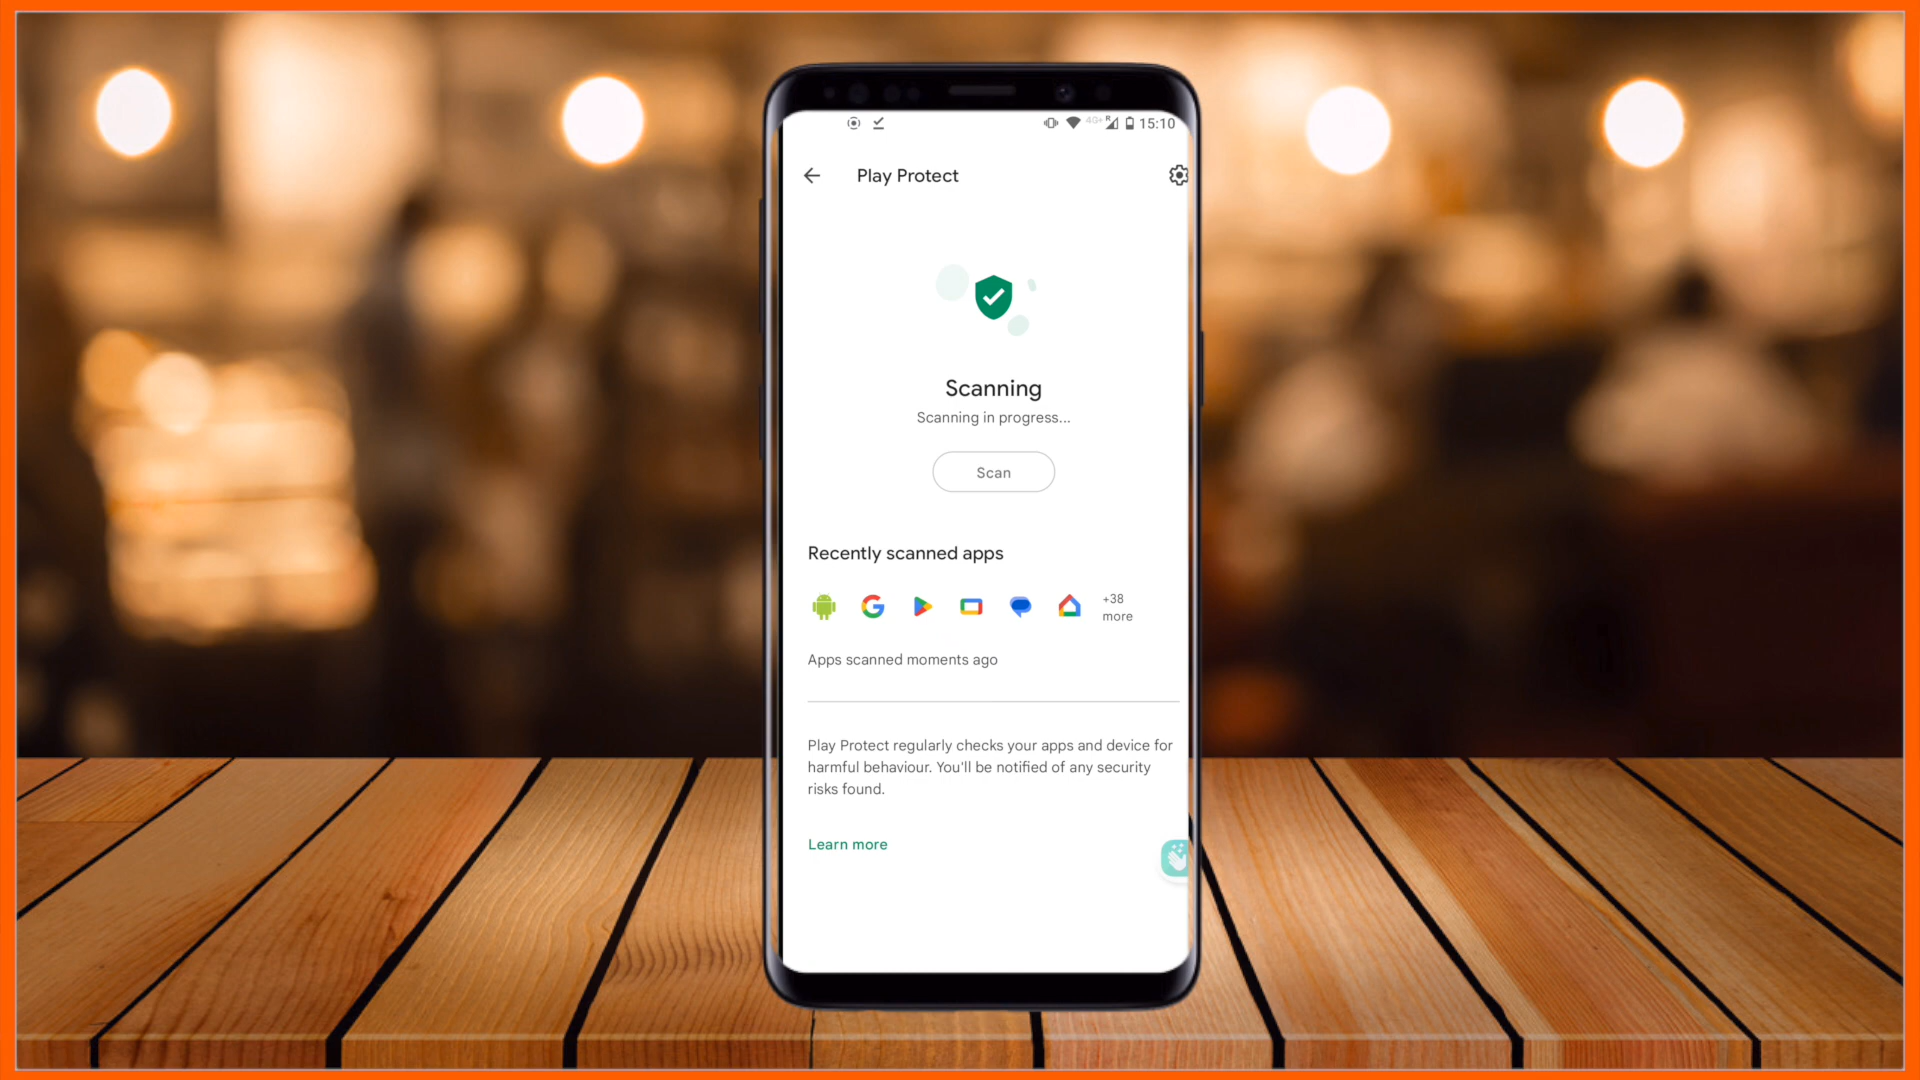 4G+ R 15:10
Play Protect
Scanning
Scanning in progress...
Scan
Recently scanned apps
+38
more
Apps scanned moments ago
Play Protect regularly checks your apps and device for
harmful behaviour. You'll be notified of any security
risks found.
Learn more